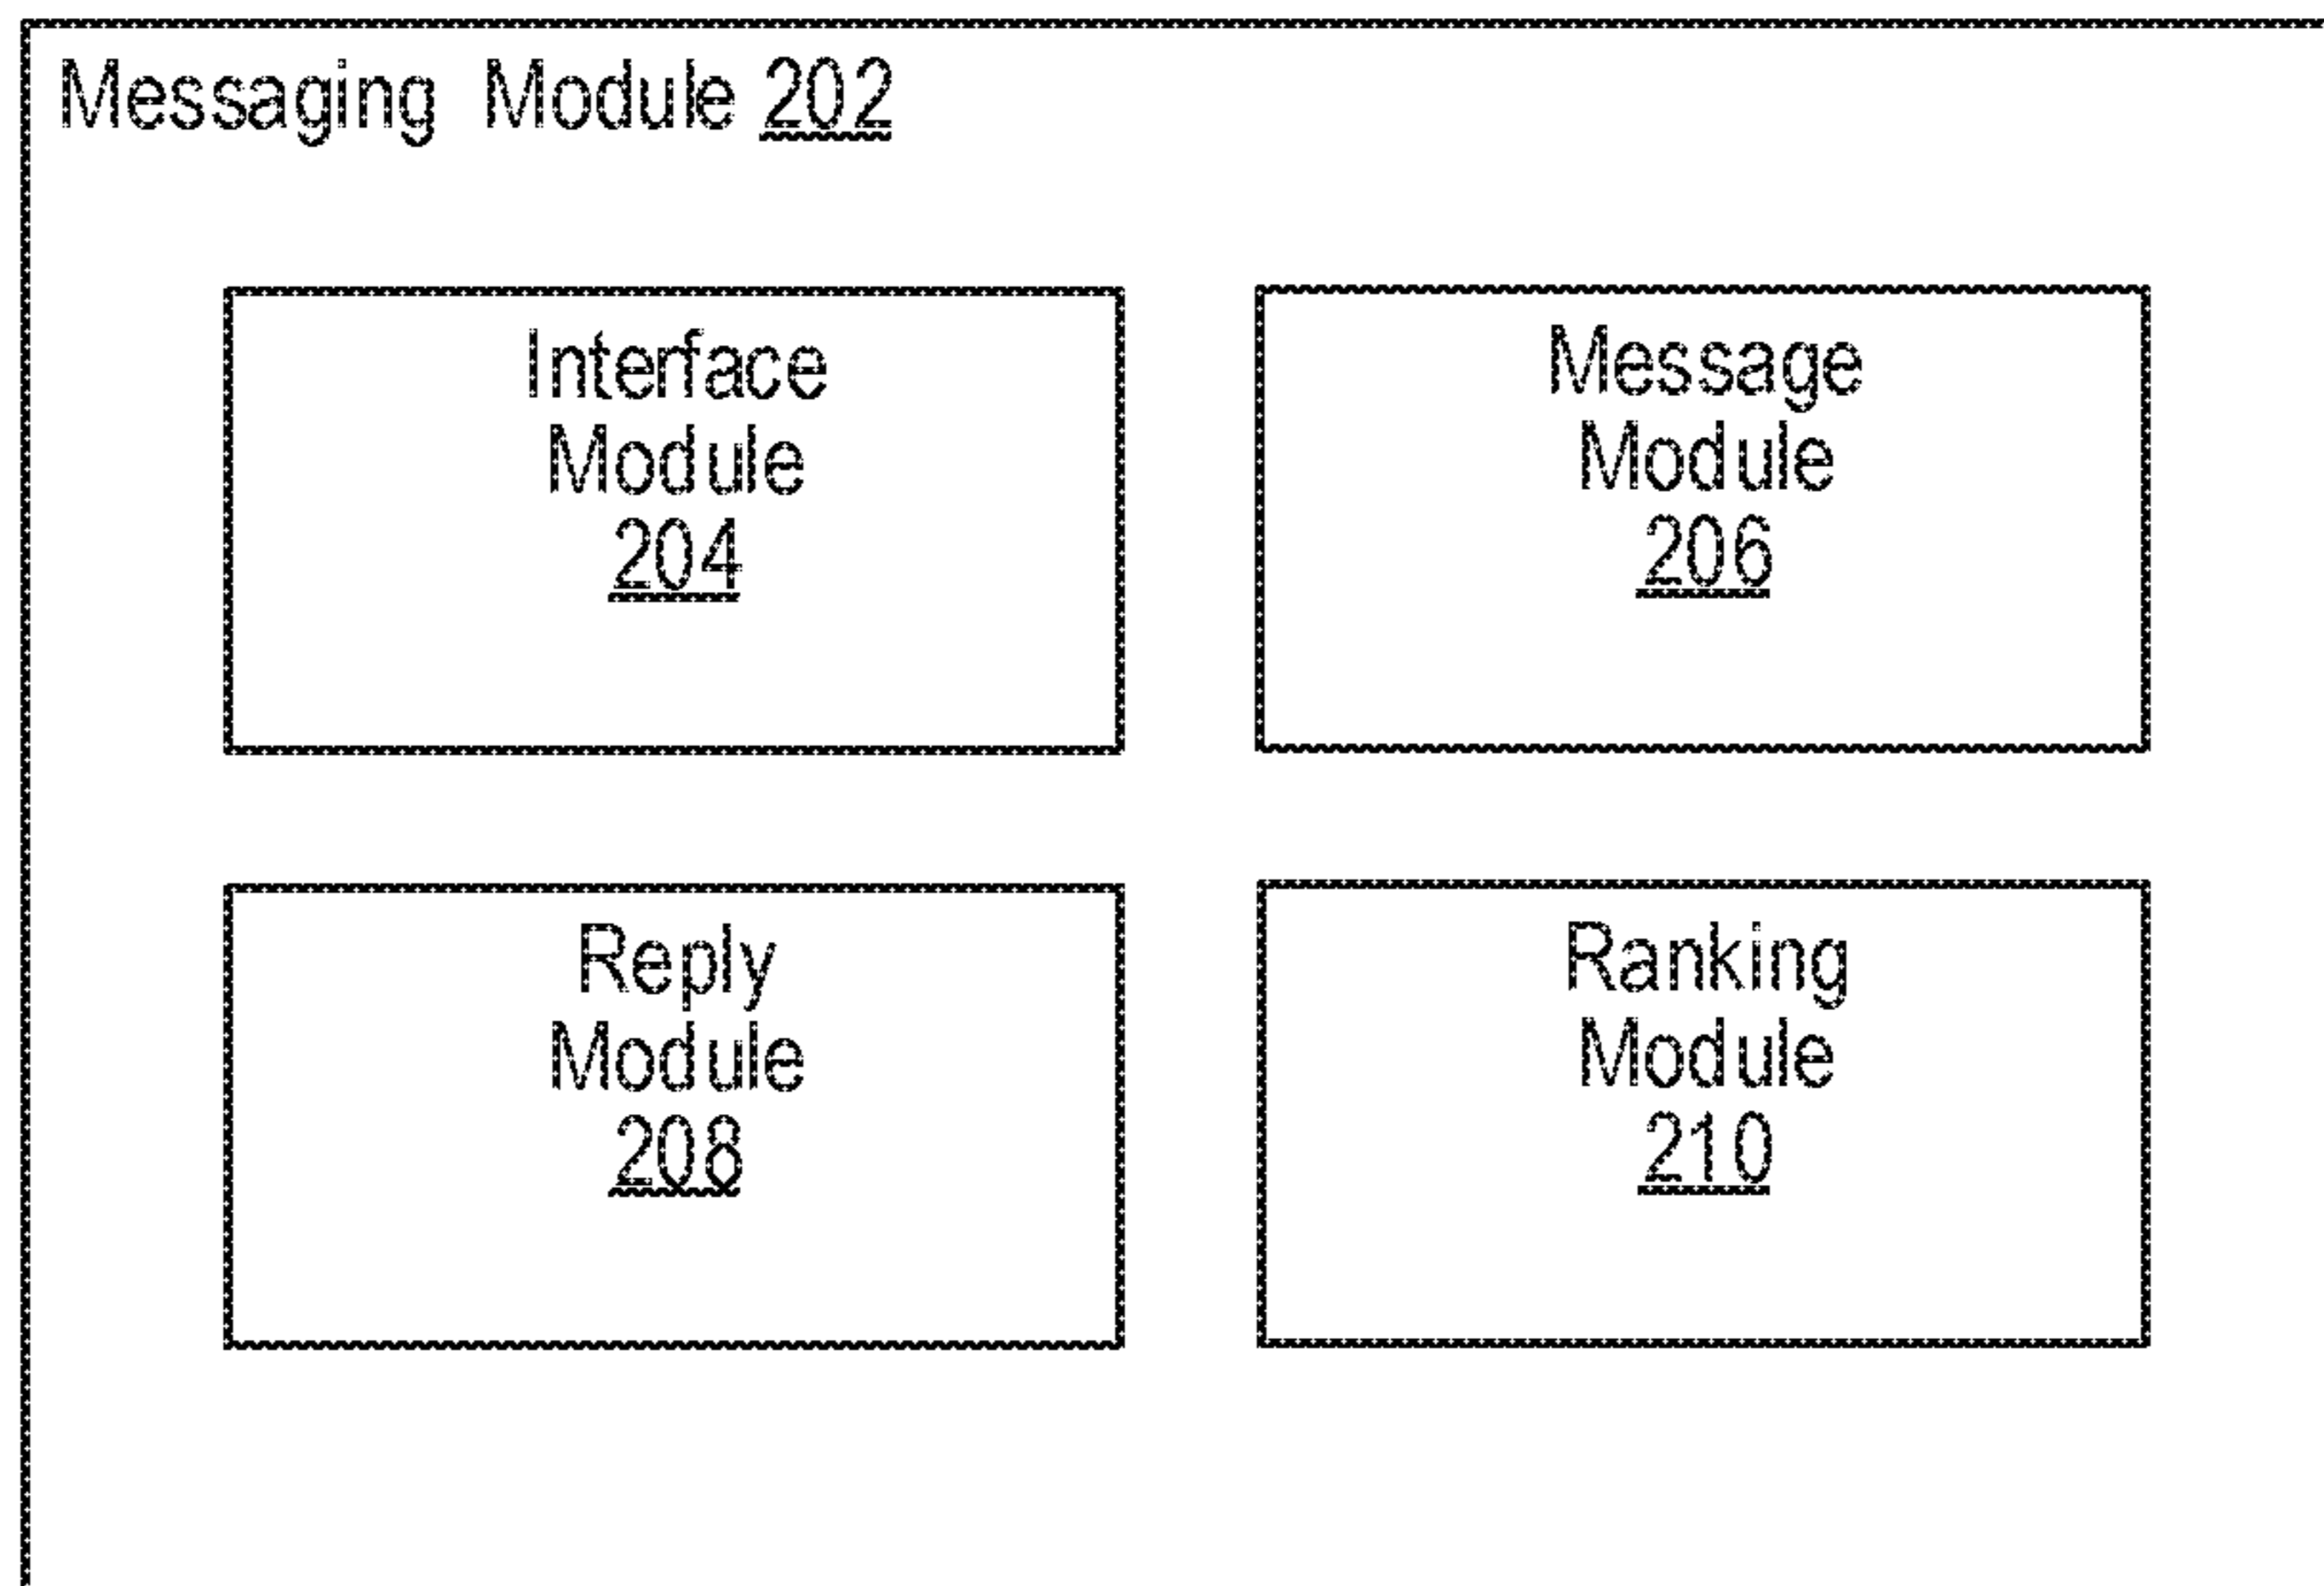 Messaging Module 202
Interface
Module
204
Message
Module
206
Reply
Module
208
Ranking
Module
210